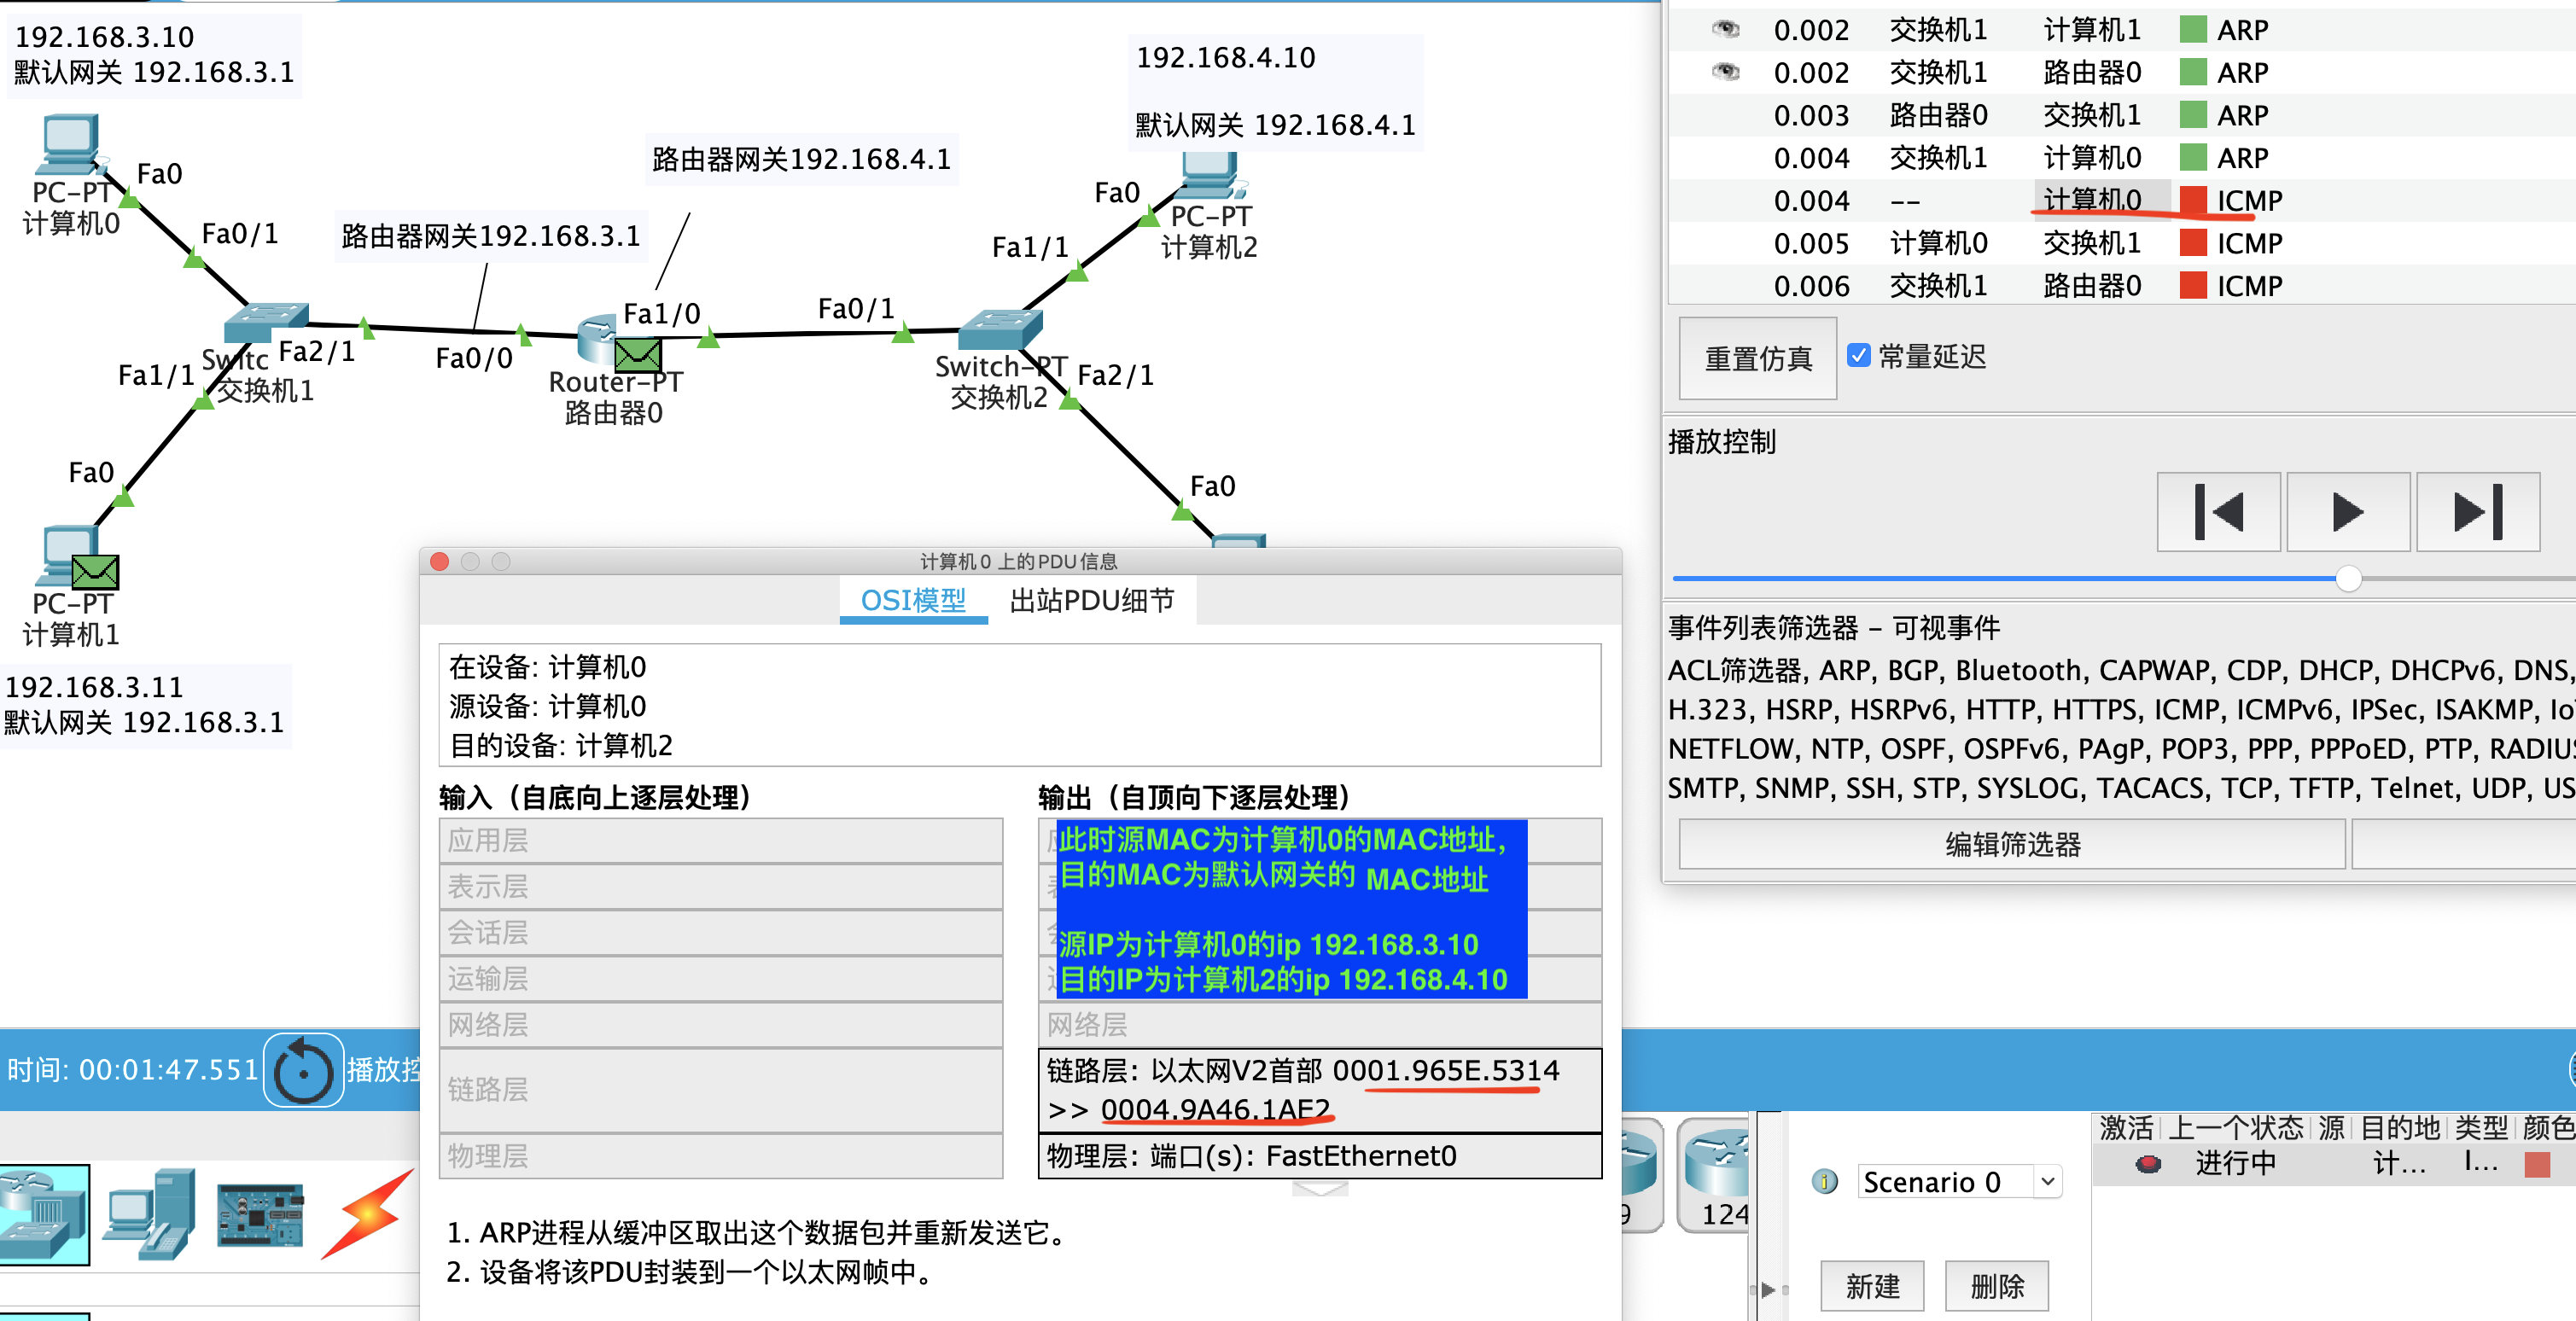 192.168.3.10
默认网关 192.168.3.1
PC-PT
计算机0
Fa0
Fa0/1
路由器网关192.168.3.1
路由器网关192.168.4.1
192.168.4.10
默认网关 192.168.4.1
Fa0
PC-PT
计算机2
Fa1/1
Fa0/1
Fa1/0
Fa0/0
Fa2/1
Switc
交换机1
Fa1/1
Router-PT
路由器0
Switch-PT
交换机2
Fa2/1
Fa0
Fa0
PC-PT
计算机1
192.168.3.11
默认网关 192.168.3.1
0.002 交换机1 计算机1 ARP
0.002 交换机1 路由器0 ARP
0.003 路由器0 交换机1 ARP
0.004 交换机1 计算机0 ARP
0.004 -- 计算机0 ICMP
0.005 计算机0 交换机1 ICMP
0.006 交换机1 路由器0 ICMP
重置仿真 常量延迟
播放控制
事件列表筛选器 - 可视事件
ACL筛选器, ARP, BGP, Bluetooth, CAPWAP, CDP, DHCP, DHCPv6, DNS,
H.323, HSRP, HSRPv6, HTTP, HTTPS, ICMP, ICMPv6, IPSec, ISAKMP,
NETFLOW, NTP, OSPF, OSPFv6, PAgP, POP3, PPP, PPPoED, PTP,
SMTP, SNMP, SSH, STP, SYSLOG, TACACS, TCP, TFTP, Telnet, UDP,
编辑筛选器
计算机0 上的PDU信息
OSI模型 出站PDU细节
在设备: 计算机0
源设备: 计算机0
目的设备: 计算机2
输入（自底向上逐层处理）
应用层
表示层
会话层
运输层
网络层
链路层
物理层
输出（自顶向下逐层处理）
此时源MAC为计算机0的MAC地址,
目的MAC为默认网关的 MAC地址
源IP为计算机0的ip 192.168.3.10
目的IP为计算机2的ip 192.168.4.10
网络层
链路层: 以太网V2首部 0001.965E.5314
>> 0004.9A46.1AE2
物理层: 端口(s): FastEthernet0
1. ARP进程从缓冲区取出这个数据包并重新发送它。
2. 设备将该PDU封装到一个以太网帧中。
时间: 00:01:47.551 播放控
124
Scenario 0
新建 删除
激活 上一个状态 源 目的地 类型 颜色
进行中 计... I...